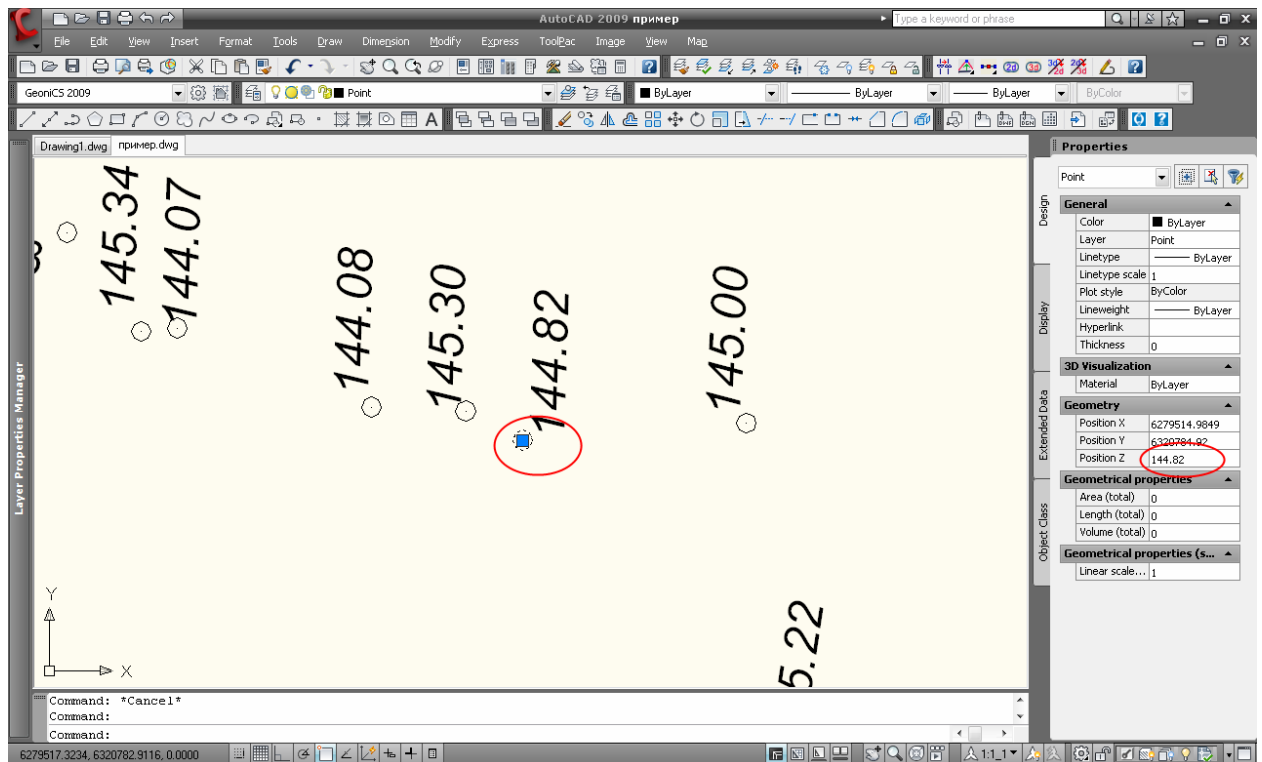 AutoCAD 2009 пример
Type a keyword or phrase
File Edit View Insert Format Tools Draw Dimension Modify Express ToolPac Image View Map
GeoniCS 2009
Point
ByLayer
ByLayer
ByLayer
ByColor
Drawing1.dwg
пример.dwg
145.34
144.07
144.08
145.30
144.82
145.00
5.22
Y
X
Layer Properties Manager
Command: *Cancel*
Command:
Command:
6279517.3234, 6320782.9116, 0.0000
1:1_1
Properties
Point
Design
Display
Extended Data
Object Class
General
Color ByLayer
Layer Point
Linetype ByLayer
Linetype scale 1
Plot style ByColor
Lineweight ByLayer
Hyperlink
Thickness 0
3D Visualization
Material ByLayer
Geometry
Position X 6279514.9849
Position Y 6320784.92
Position Z 144.82
Geometrical properties
Area (total) 0
Length (total) 0
Volume (total) 0
Geometrical properties (s...
Linear scale... 1